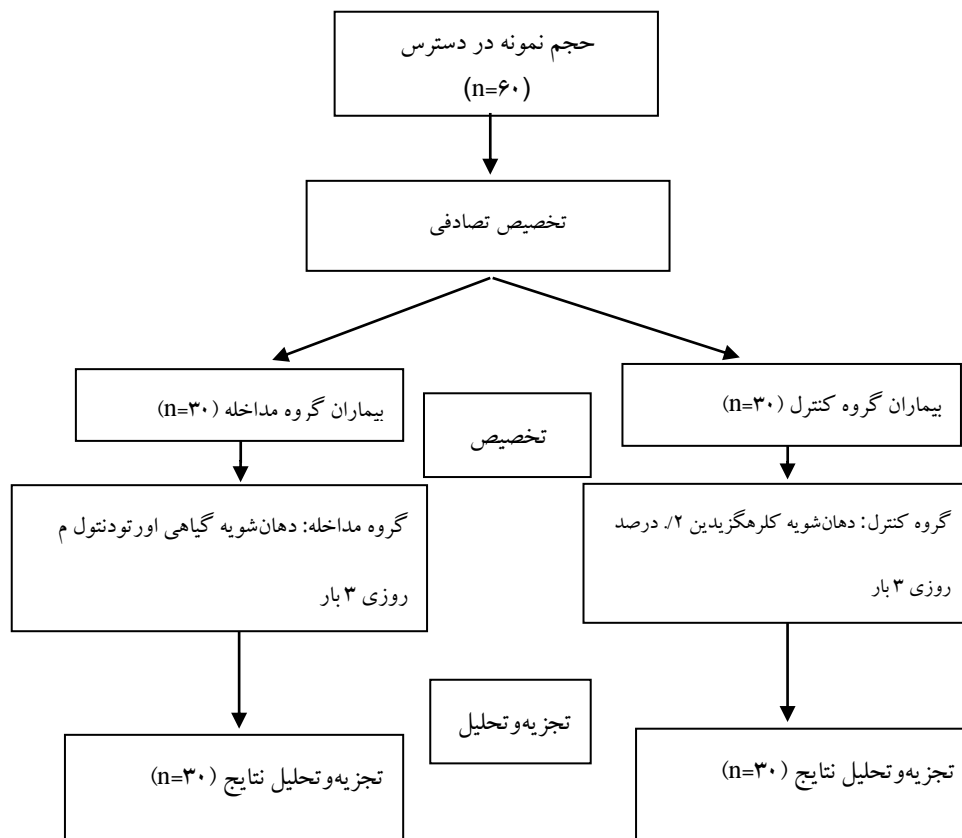 حجم نمونه در دسترس
(n=۶۰)
تخصیص تصادفی
بیماران گروه کنترل (n=۳۰)
بیماران گروه مداخله (n=۳۰)
تخصیص
گروه کنترل: دهان‌شویه کلرهگزیدین ۲/. درصد
روزی ۳ بار
گروه مداخله: دهان‌شویه گیاهی اورتودنتول م
روزی ۳ بار
تجزیه‌وتحلیل
تجزیه‌وتحلیل نتایج (n=۳۰)
تجزیه‌وتحلیل نتایج (n=۳۰)